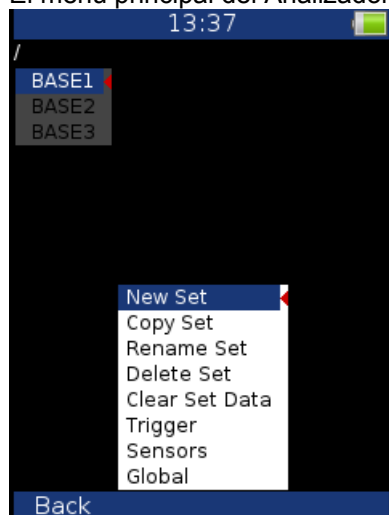 El menú principal del Analizador
13:37
/
BASE1
BASE2
BASE3
New Set
Copy Set
Rename Set
Delete Set
Clear Set Data
Trigger
Sensors
Global
Back